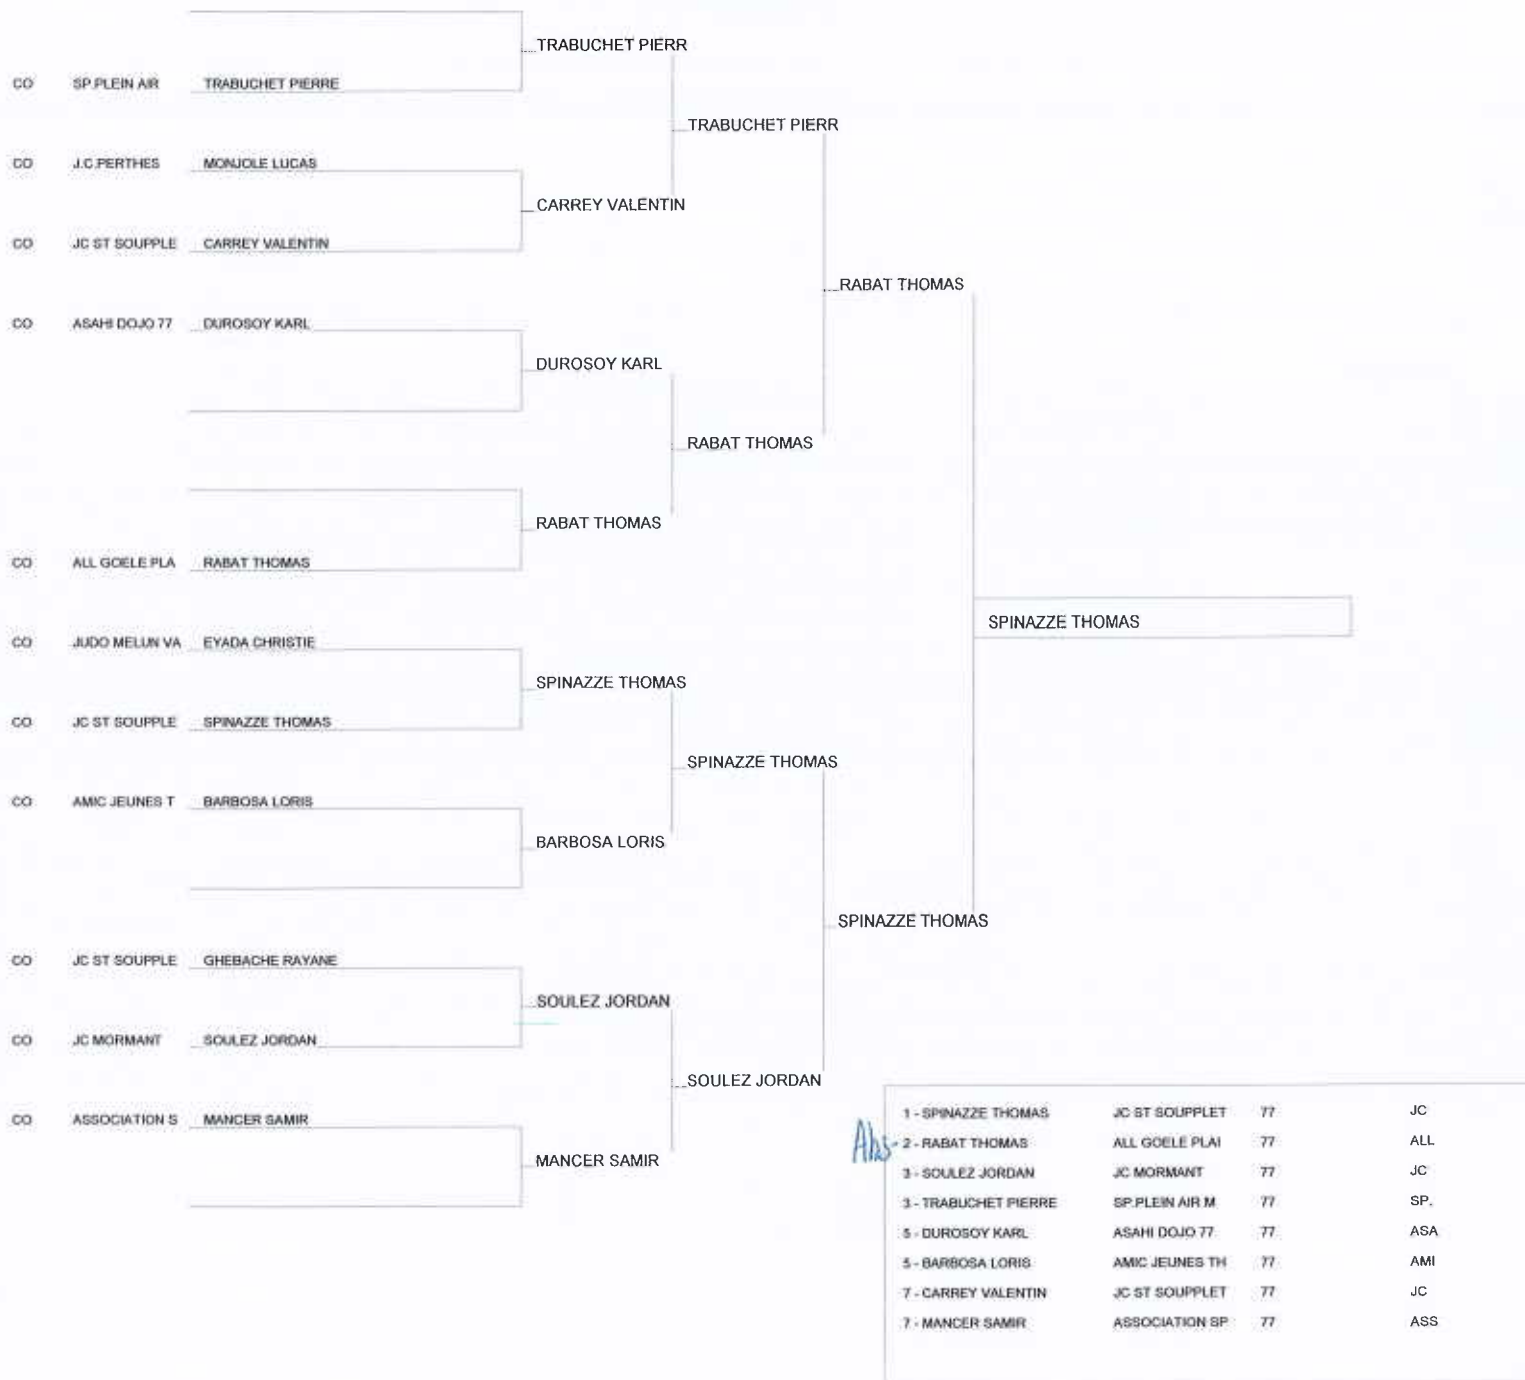 TRABUCHET PIERR
CO SP.PLEIN AIR TRABUCHET PIERRE
TRABUCHET PIERR
CO J.C.PERTHES MONJOLE LUCAS
CARREY VALENTIN
CO JC ST SOUPPLE CARREY VALENTIN
RABAT THOMAS
CO ASAHI DOJO 77 DUROSOY KARL
DUROSOY KARL
RABAT THOMAS
RABAT THOMAS
CO ALL GOELE PLA RABAT THOMAS
SPINAZZE THOMAS
CO JUDO MELUN VA EYADA CHRISTIE
SPINAZZE THOMAS
CO JC ST SOUPPLE SPINAZZE THOMAS
SPINAZZE THOMAS
CO AMIC JEUNES T BARBOSA LORIS
BARBOSA LORIS
SPINAZZE THOMAS
CO JC ST SOUPPLE GHEBACHE RAYANE
SOULEZ JORDAN
CO JC MORMANT SOULEZ JORDAN
SOULEZ JORDAN
CO ASSOCIATION S MANCER SAMIR
MANCER SAMIR
1 - SPINAZZE THOMAS JC ST SOUPPLET 77 JC
Abs 2 - RABAT THOMAS ALL GOELE PLAI 77 ALL
3 - SOULEZ JORDAN JC MORMANT 77 JC
3 - TRABUCHET PIERRE SP.PLEIN AIR M 77 SP.
5 - DUROSOY KARL ASAHI DOJO 77 77 ASA
5 - BARBOSA LORIS AMIC JEUNES TH 77 AMI
7 - CARREY VALENTIN JC ST SOUPPLET 77 JC
7 - MANCER SAMIR ASSOCIATION SP 77 ASS